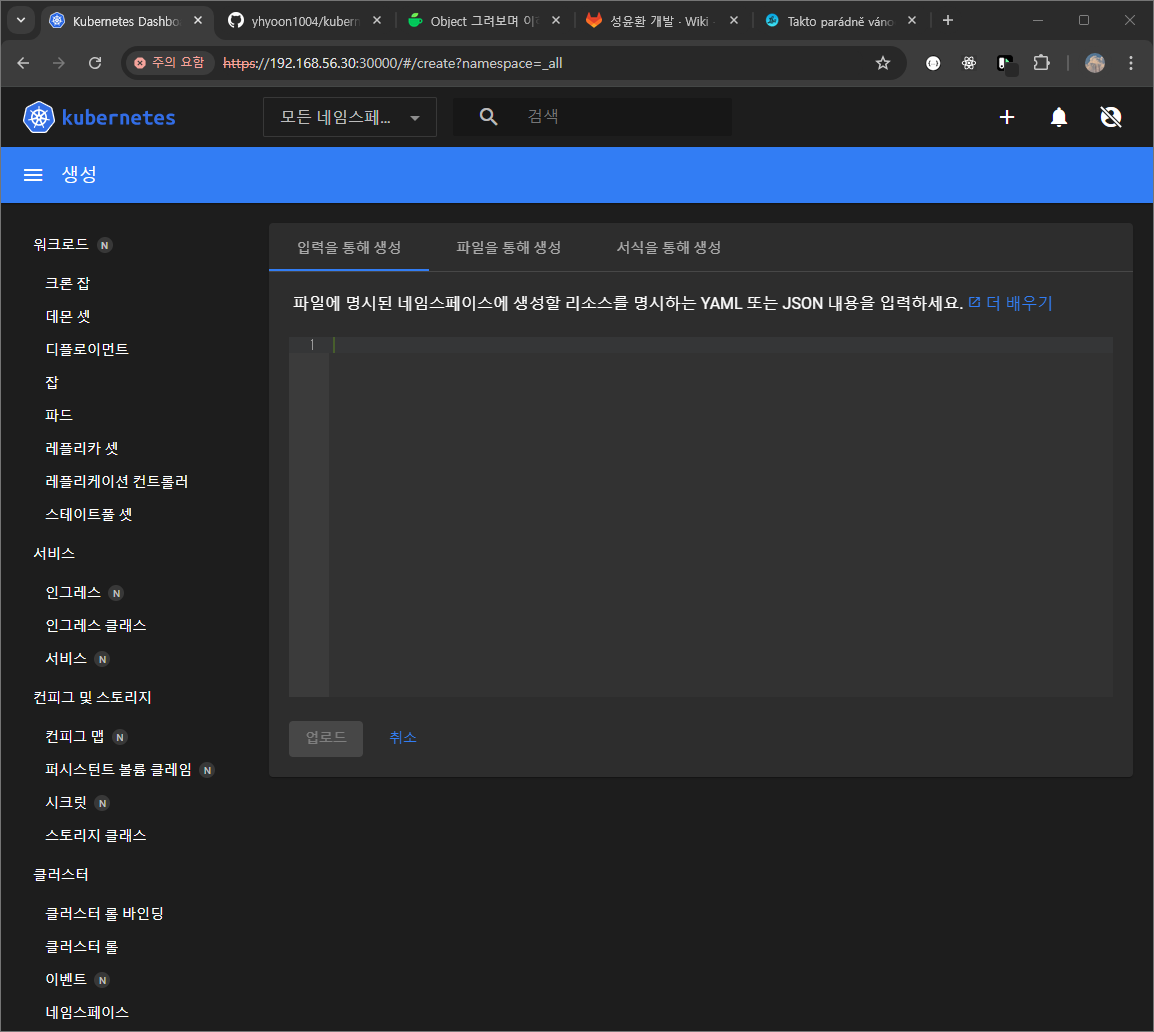 Kubernetes Dashbo
yhyoon1004/kubern
Object 그려보며 이
성윤환 개발 · Wiki
Takto parádně váno
주의 요함
https://192.168.56.30:30000/#/create?namespace=_all
kubernetes
모든 네임스페...
검색
생성
워크로드 N
크론 잡
데몬 셋
디플로이먼트
잡
파드
레플리카 셋
레플리케이션 컨트롤러
스테이트풀 셋
서비스
인그레스 N
인그레스 클래스
서비스 N
컨피그 및 스토리지
컨피그 맵 N
퍼시스턴트 볼륨 클레임 N
시크릿 N
스토리지 클래스
클러스터
클러스터 롤 바인딩
클러스터 롤
이벤트 N
네임스페이스
입력을 통해 생성
파일을 통해 생성
서식을 통해 생성
파일에 명시된 네임스페이스에 생성할 리소스를 명시하는 YAML 또는 JSON 내용을 입력하세요. 더 배우기
1
업로드
취소